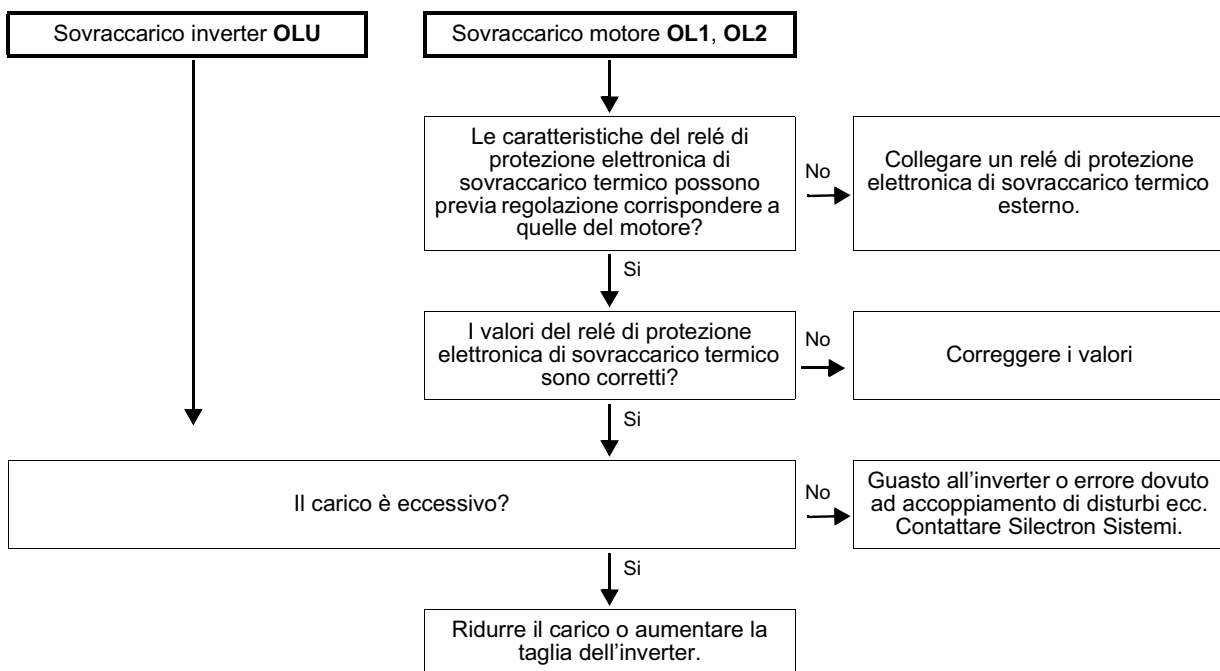 Sovraccarico inverter OLU
Sovraccarico motore OL1, OL2
Le caratteristiche del relé di
protezione elettronica di
sovraccarico termico possono
previa regolazione corrispondere a
quelle del motore?
No
Collegare un relé di protezione
elettronica di sovraccarico termico
esterno.
Si
I valori del relé di protezione
elettronica di sovraccarico termico
sono corretti?
No
Correggere i valori
Si
Il carico è eccessivo?
No
Guasto all'inverter o errore dovuto
ad accoppiamento di disturbi ecc.
Contattare Silectron Sistemi.
Si
Ridurre il carico o aumentare la
taglia dell'inverter.